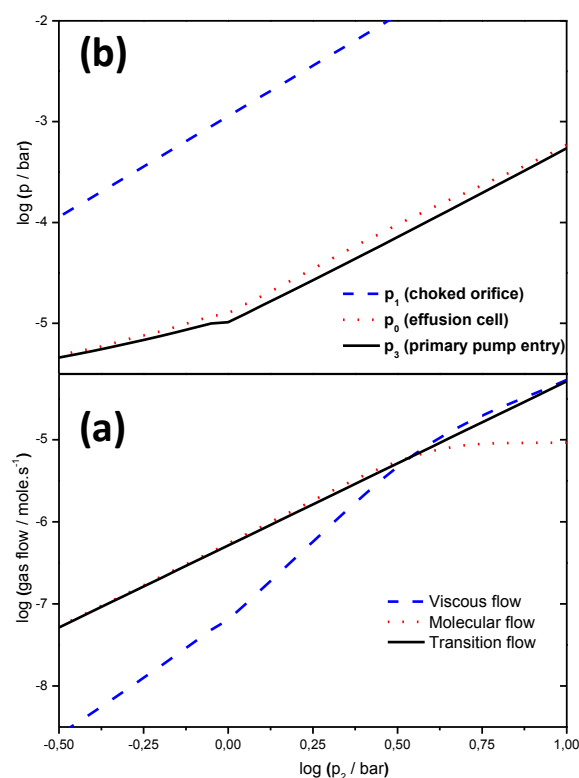 (b)
-2
-3
-4
-5
log (p / bar)
p1 (choked orifice)
p0 (effusion cell)
p3 (primary pump entry)
(a)
-5
-6
-7
-8
log (gas flow / mole.s-1)
Viscous flow
Molecular flow
Transition flow
-0,50 -0,25 0,00 0,25 0,50 0,75 1,00
log (p2 / bar)